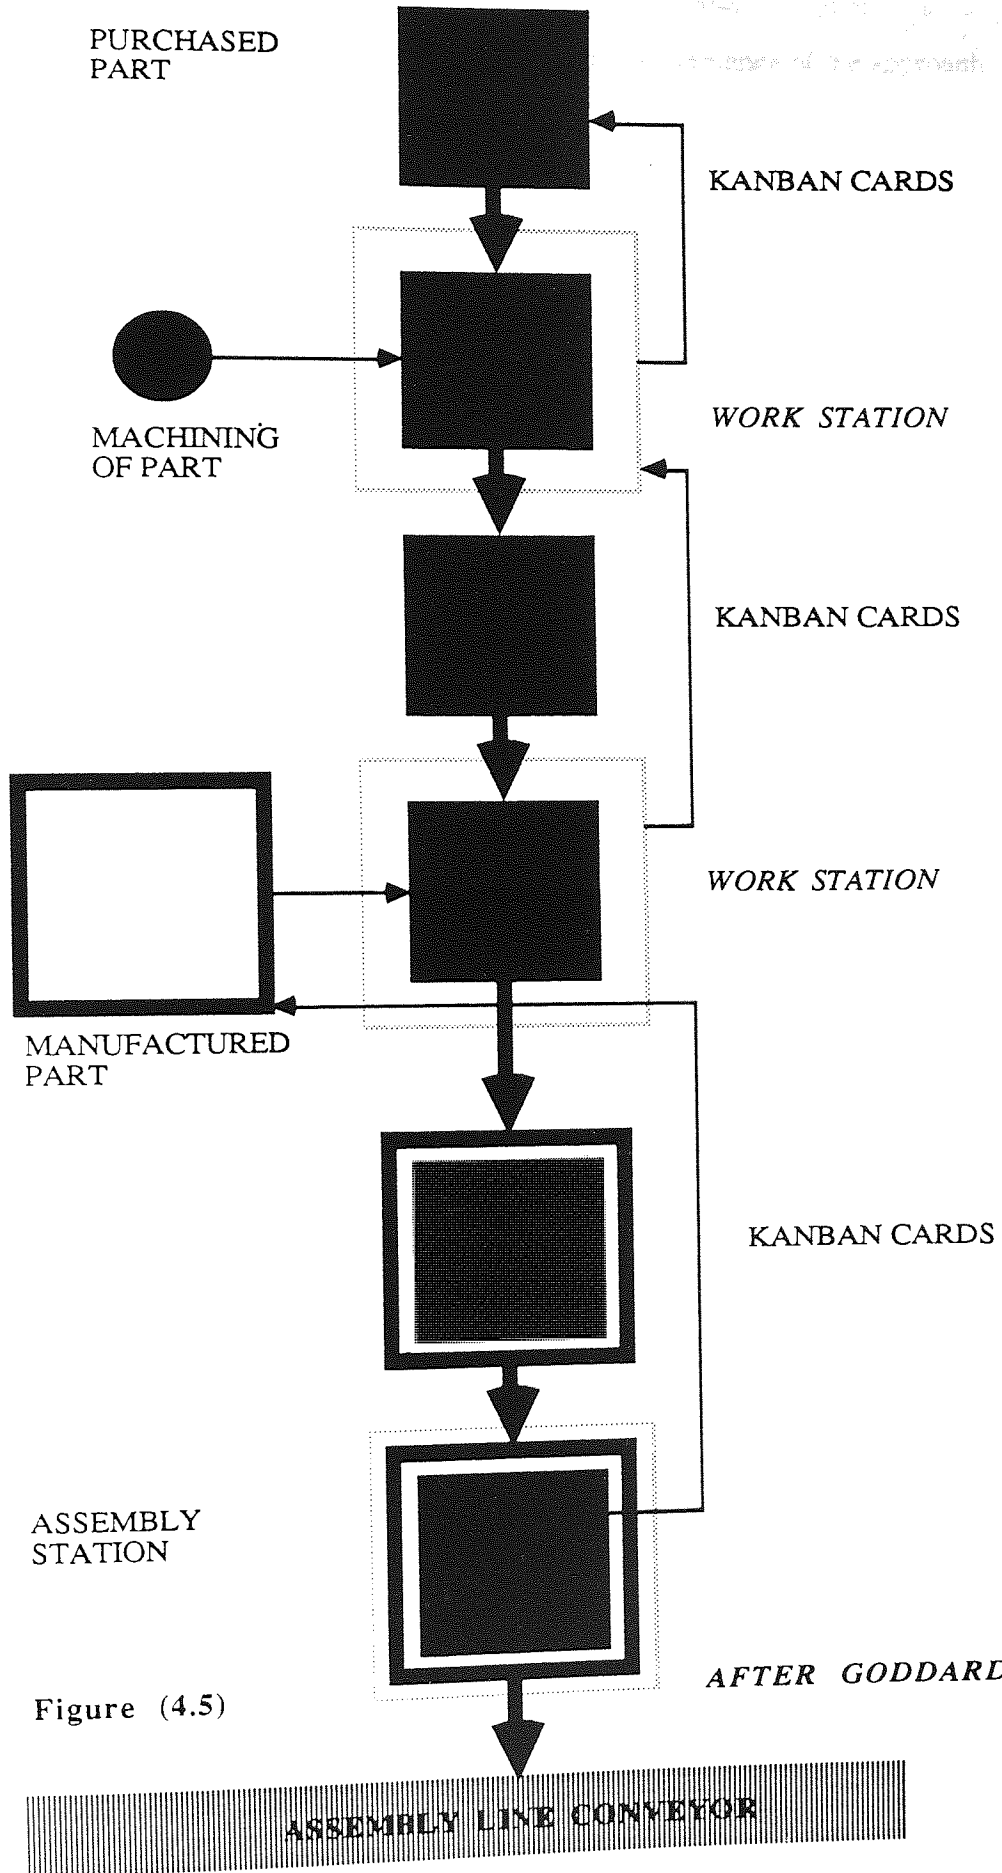 PURCHASED
PART
KANBAN CARDS
MACHINING
OF PART
WORK STATION
KANBAN CARDS
WORK STATION
MANUFACTURED
PART
KANBAN CARDS
ASSEMBLY
STATION
AFTER GODDARD
Figure (4.5)
ASSEMBLY LINE CONVEYOR